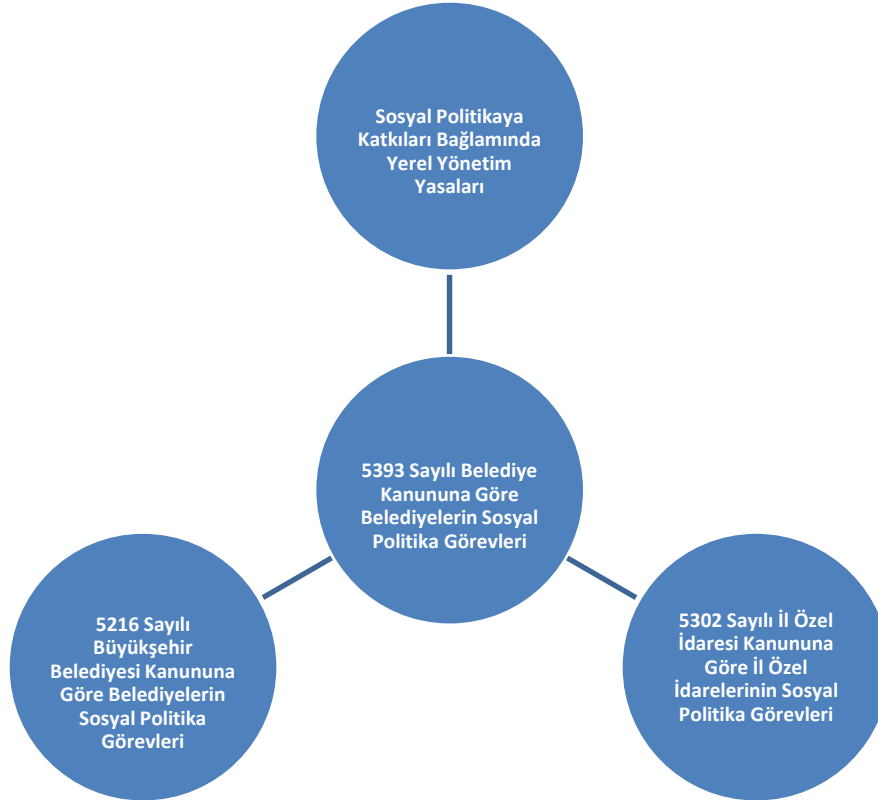 Sosyal Politikaya
Katkıları Bağlamında
Yerel Yönetim
Yasaları
5393 Sayılı Belediye
Kanununa Göre
Belediyelerin Sosyal
Politika Görevleri
5216 Sayılı
Büyükşehir
Belediyesi Kanununa
Göre Belediyelerin
Sosyal Politika
Görevleri
5302 Sayılı İl Özel
İdaresi Kanununa
Göre İl Özel
İdarelerinin Sosyal
Politika Görevleri